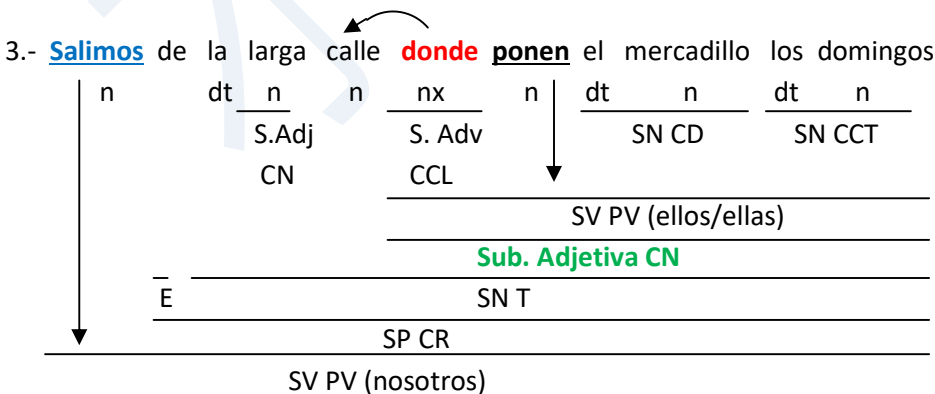 3.- Salimos de la larga calle donde ponen el mercadillo los domingos
n dt n n nx n dt n dt n
S.Adj S. Adv SN CD SN CCT
CN CCL
SV PV (ellos/ellas)
Sub. Adjetiva CN
E SN T
SP CR
SV PV (nosotros)